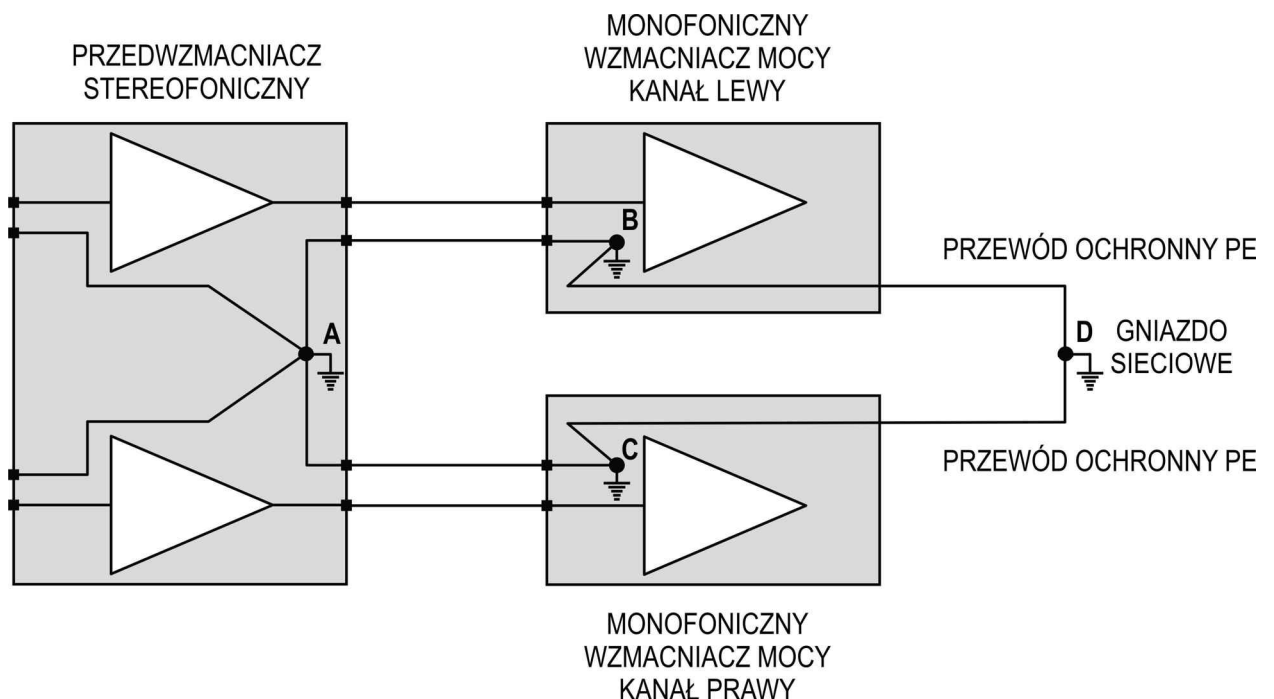 PRZEDWZMACNIACZ
STEREOFONICZNY
MONOFONICZNY
WZMACNIACZ MOCY
KANAŁ LEWY
B
PRZEWÓD OCHRONNY PE
A
D
GNIAZDO
SIECIOWE
C
PRZEWÓD OCHRONNY PE
MONOFONICZNY
WZMACNIACZ MOCY
KANAŁ PRAWY